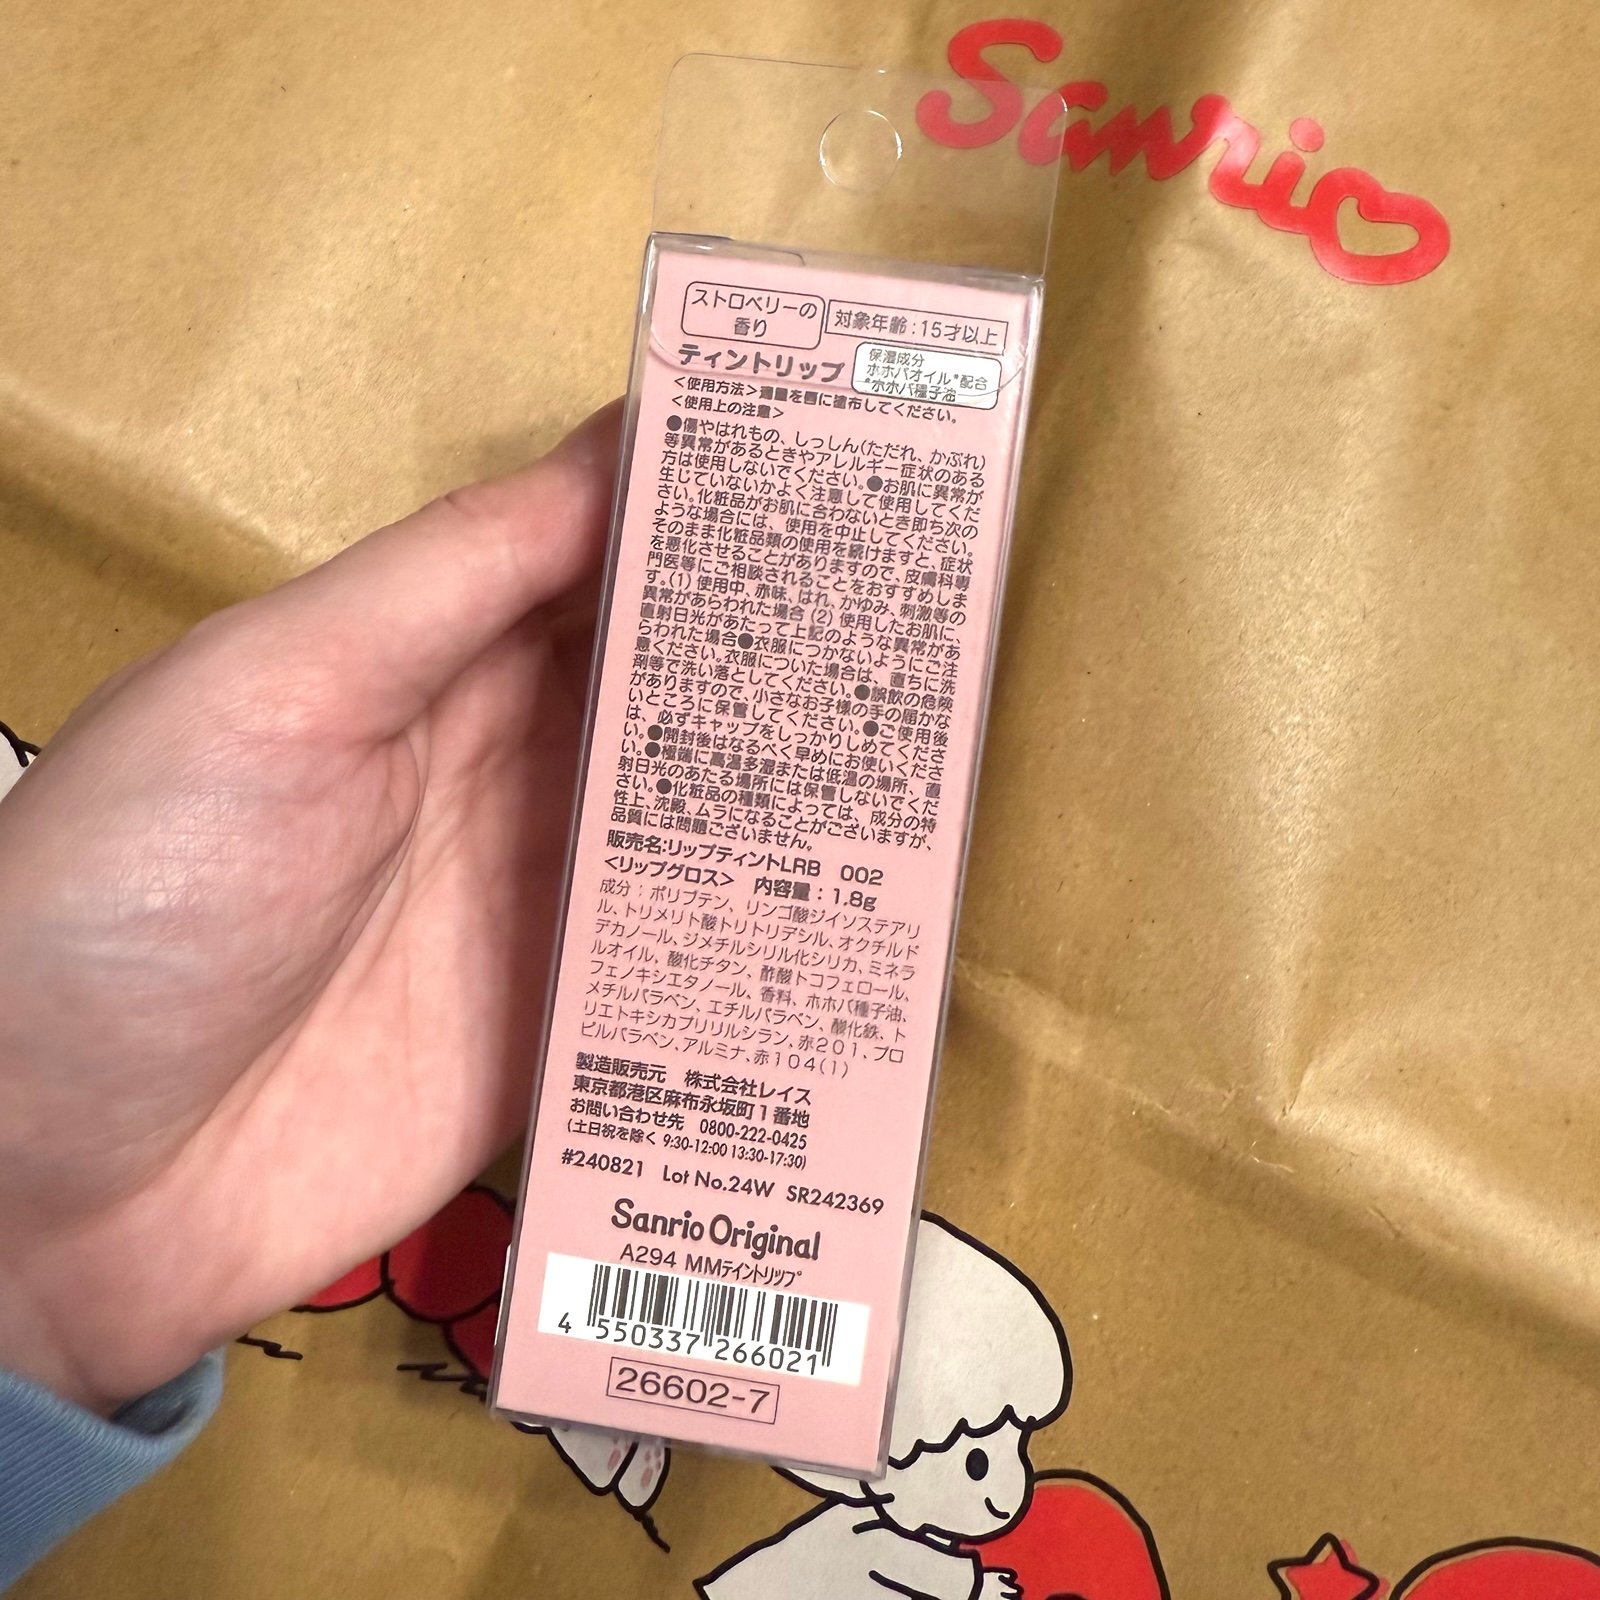 Sanrio
ストロベリーの
香り
対象年齢:15才以上
ティントリップ
保湿成分
ホホバオイル*配合
*ホホバ種子油
<使用方法>適量を唇に塗布してください。
<使用上の注意>
●傷やはれもの、しっしん(ただれ、かぶれ)
等異常があるときやアレルギー症状のある
方は使用しないでください。●お肌に異常が
生じていないかよく注意して使用してくだ
さい。化粧品がお肌に合わないとき即ち次の
ような場合には、使用を中止してください。
そのまま化粧品類の使用を続けますと、症状
を悪化させることがありますので、皮膚科専
門医等にご相談されることをおすすめしま
す。(1)使用中、赤味、はれ、かゆみ、刺激等の
異常があらわれた場合(2)使用したお肌に、
直射日光があたって上記のような異常があ
らわれた場合●衣服につかないようにご注
意ください。衣服についた場合は、直ちに洗
剤等で洗い落としてください。●誤飲の危険
がありますので、小さなお子様の手の届かな
いところに保管してください。●ご使用後
は、必ずキャップをしっかりしめてくださ
い。●開封後はなるべく早めにお使いくださ
い。●極端に高温多湿または低温の場所、直
射日光のあたる場所には保管しないでくだ
さい。●化粧品の種類によっては、成分の特
性上、沈殿、ムラになることがございますが、
品質には問題ございません。
販売名:リップティントLRB 002
<リップグロス> 内容量:1.8g
成分:ポリブテン、リンゴ酸ジイソステアリ
ル、トリメリト酸トリトリデシル、オクチルド
デカノール、ジメチルシリル化シリカ、ミネラ
ルオイル、酸化チタン、酢酸トコフェロール、
フェノキシエタノール、香料、ホホバ種子油、
メチルパラベン、エチルパラベン、酸化鉄、ト
リエトキシカプリリルシラン、赤201、プロ
ピルパラベン、アルミナ、赤104(1)
製造販売元 株式会社レイス
東京都港区麻布永坂町1番地
お問い合わせ先 0800-222-0425
(土日祝を除く 9:30-12:00 13:30-17:30)
#240821 Lot No.24W SR242369
Sanrio Original
A294 MMティントリップ
4 550337 266021
26602-7